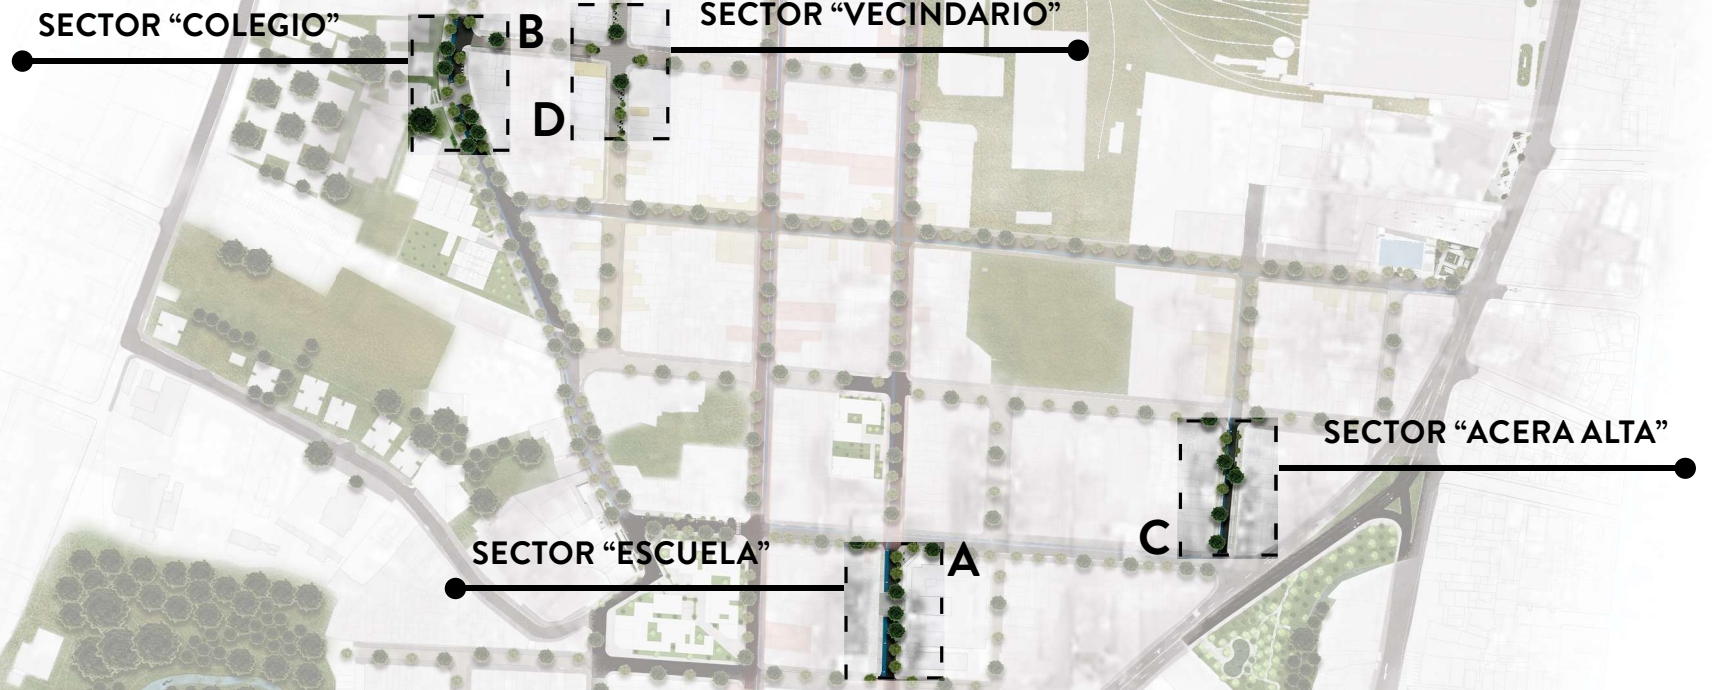 SECTOR “COLEGIO”
B
SECTOR “VECINDARIO”
D
SECTOR “ACERA ALTA”
C
SECTOR “ESCUELA”
A